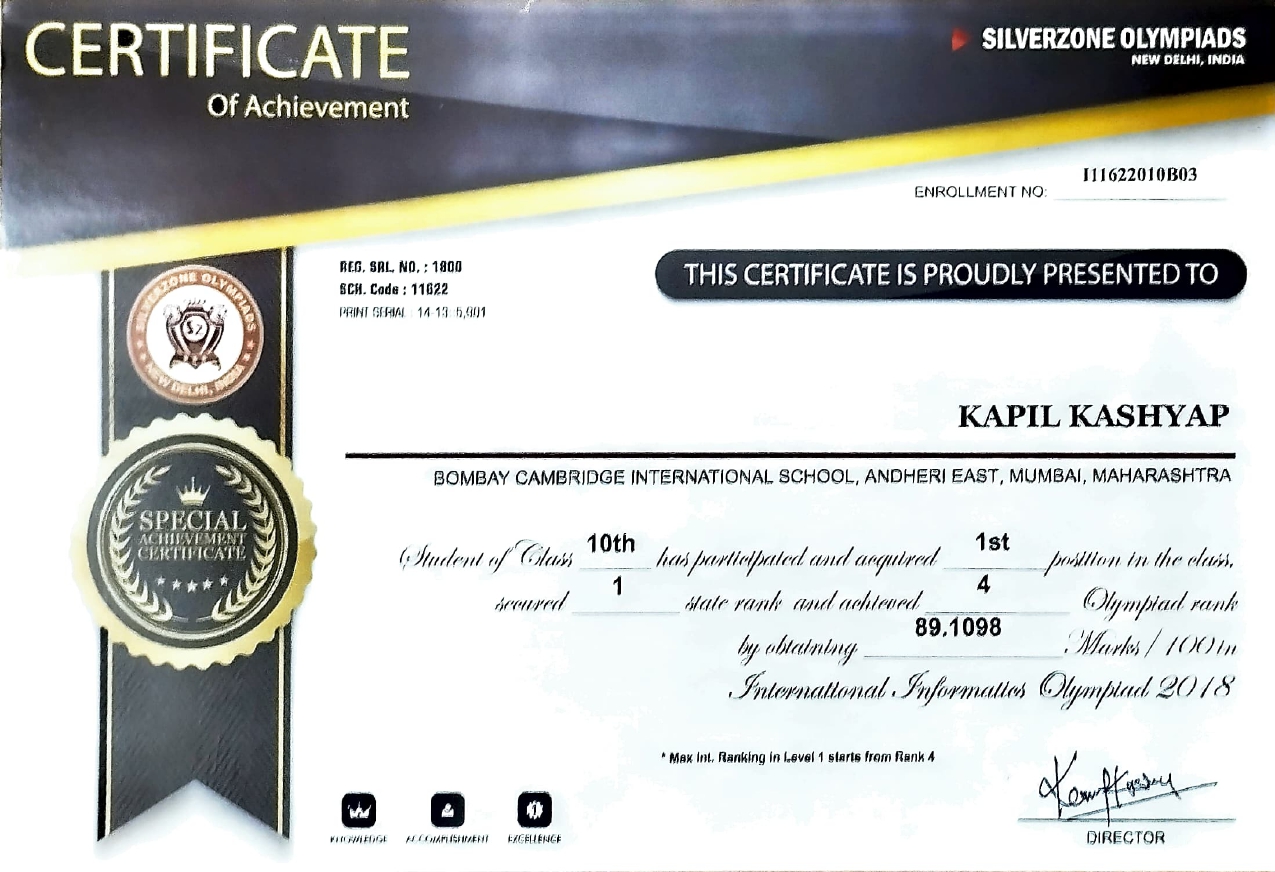 CERTIFICATE
Of Achievement
SILVERZONE OLYMPIADS
NEW DELHI, INDIA
ENROLLMENT NO: I11622010B03
REG. SRL. NO. : 1800
SCH. Code : 11622
PRINT SERIAL
THIS CERTIFICATE IS PROUDLY PRESENTED TO
SILVERZONE OLYMPIADS
SZ
NEW DELHI, INDIA
KAPIL KASHYAP
BOMBAY CAMBRIDGE INTERNATIONAL SCHOOL, ANDHERI EAST, MUMBAI, MAHARASHTRA
SPECIAL
ACHIEVEMENT
CERTIFICATE
Student of Class 10th has participated and acquired 1st position in the class,
secured 1 state rank and achieved 4 Olympiad rank
by obtaining 89.1098 Marks / 100 in
International Informatics Olympiad 2018
* Max Int. Ranking in Level 1 starts from Rank 4
KNOWLEDGE
ACCOMPLISHMENT
EXCELLENCE
DIRECTOR